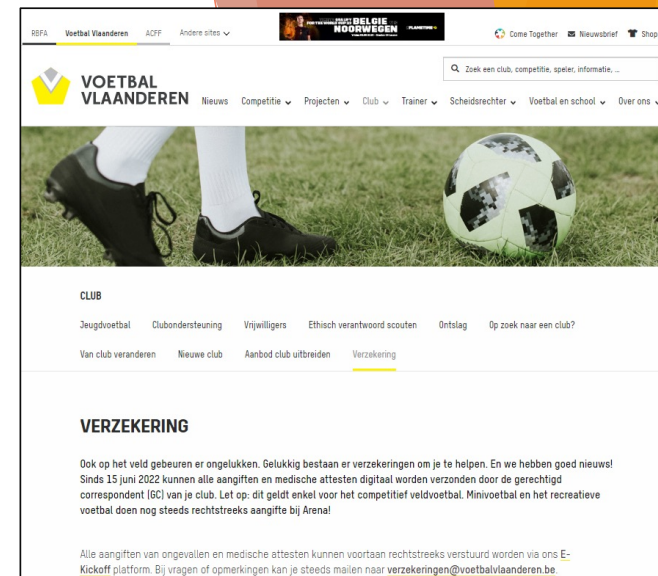 RBFA Voetbal Vlaanderen ACFF Andere sites
BELGIE
NOORWEGEN
Come Together Nieuwsbrief Shop
Zoek een club, competitie, speler, informatie, ...
VOETBAL
VLAANDEREN
Nieuws Competitie Projecten Club Trainer Scheidsrechter Voetbal en school Over ons
CLUB
Jeugdvoetbal Clubondersteuning Vrijwilligers Ethisch verantwoord scouten Ontslag Op zoek naar een club?
Van club veranderen Nieuwe club Aanbod club uitbreiden Verzekering
VERZEKERING
Ook op het veld gebeuren er ongelukken. Gelukkig bestaan er verzekeringen om je te helpen. En we hebben goed nieuws!
Sinds 15 juni 2022 kunnen alle aangiften en medische attesten digitaal worden verzonden door de gerechtigd
correspondent (GC) van je club. Let op: dit geldt enkel voor het competitief veldvoetbal. Minivoetbal en het recreatieve
voetbal doen nog steeds rechtstreeks aangifte bij Arena!
Alle aangiften van ongevallen en medische attesten kunnen voortaan rechtstreeks verstuurd worden via ons E-
Kickoff platform. Bij vragen of opmerkingen kan je steeds mailen naar verzekeringen@voetbalvlaanderen.be.